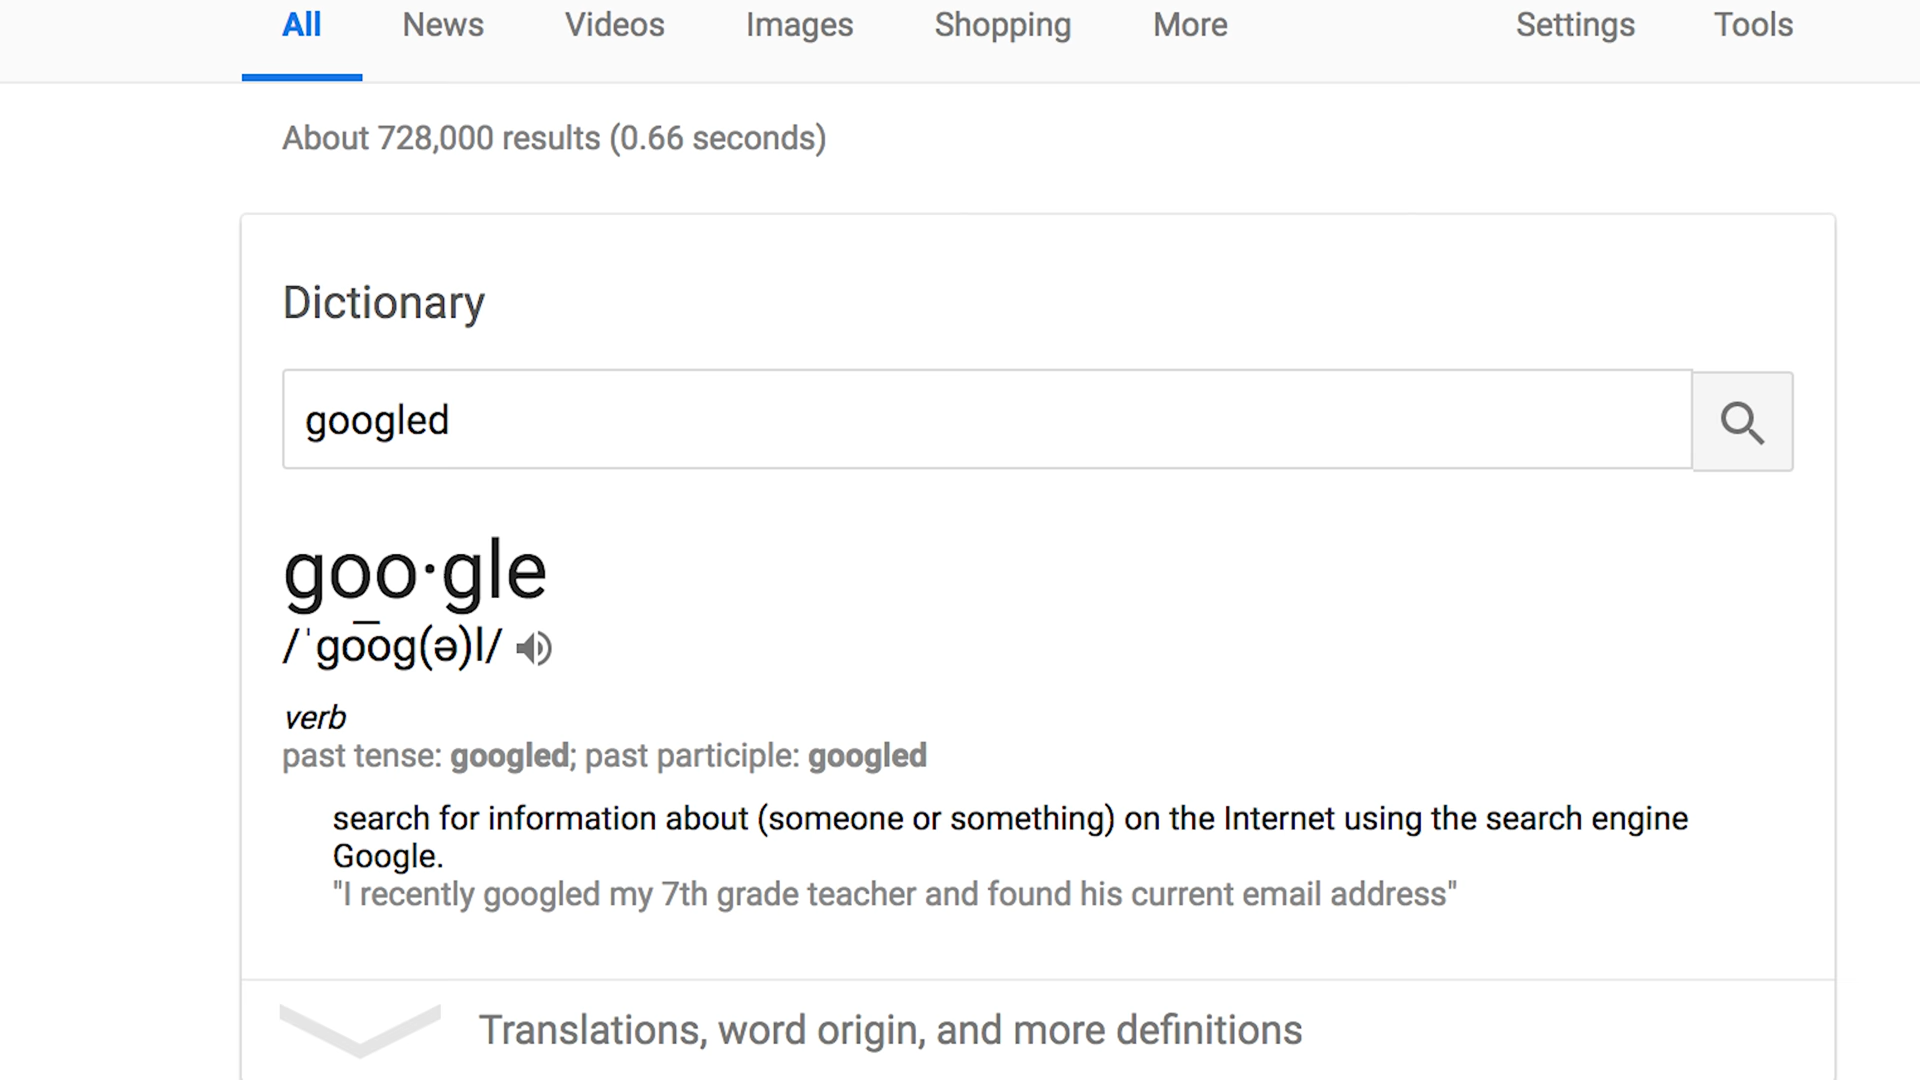 All News Videos Images Shopping More Settings Tools
About 728,000 results (0.66 seconds)
Dictionary
googled
goo·gle
/ˈɡo͞oɡ(ə)l/
verb
past tense: googled; past participle: googled
search for information about (someone or something) on the Internet using the search engine
Google.
"I recently googled my 7th grade teacher and found his current email address"
Translations, word origin, and more definitions